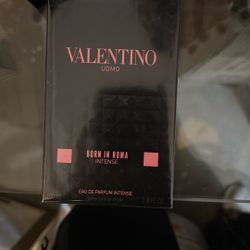 VALENTINO
UOMO
BORN IN ROMA
INTENSE
EAU DE PARFUM INTENSE